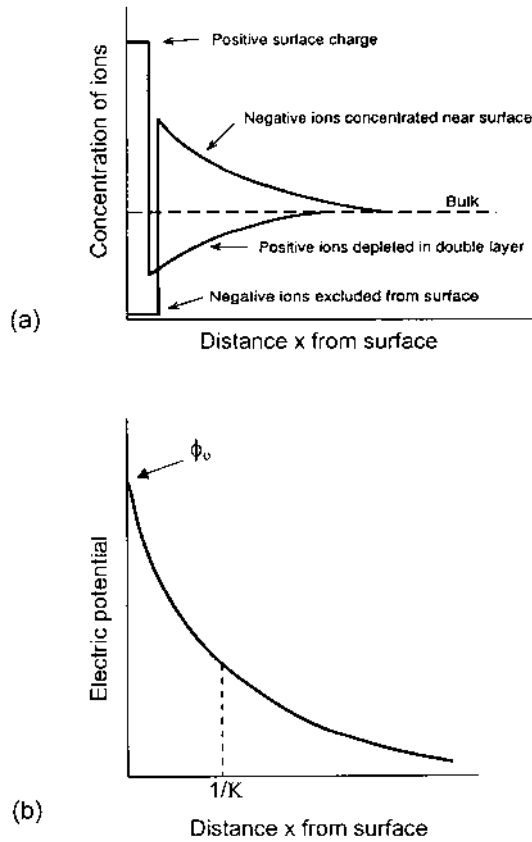 Positive surface charge
Concentration of ions
Negative ions concentrated near surface
Bulk
Positive ions depleted in double layer
Negative ions excluded from surface
(a)
Distance x from surface
ϕ₀
Electric potential
1/K
(b)
Distance x from surface